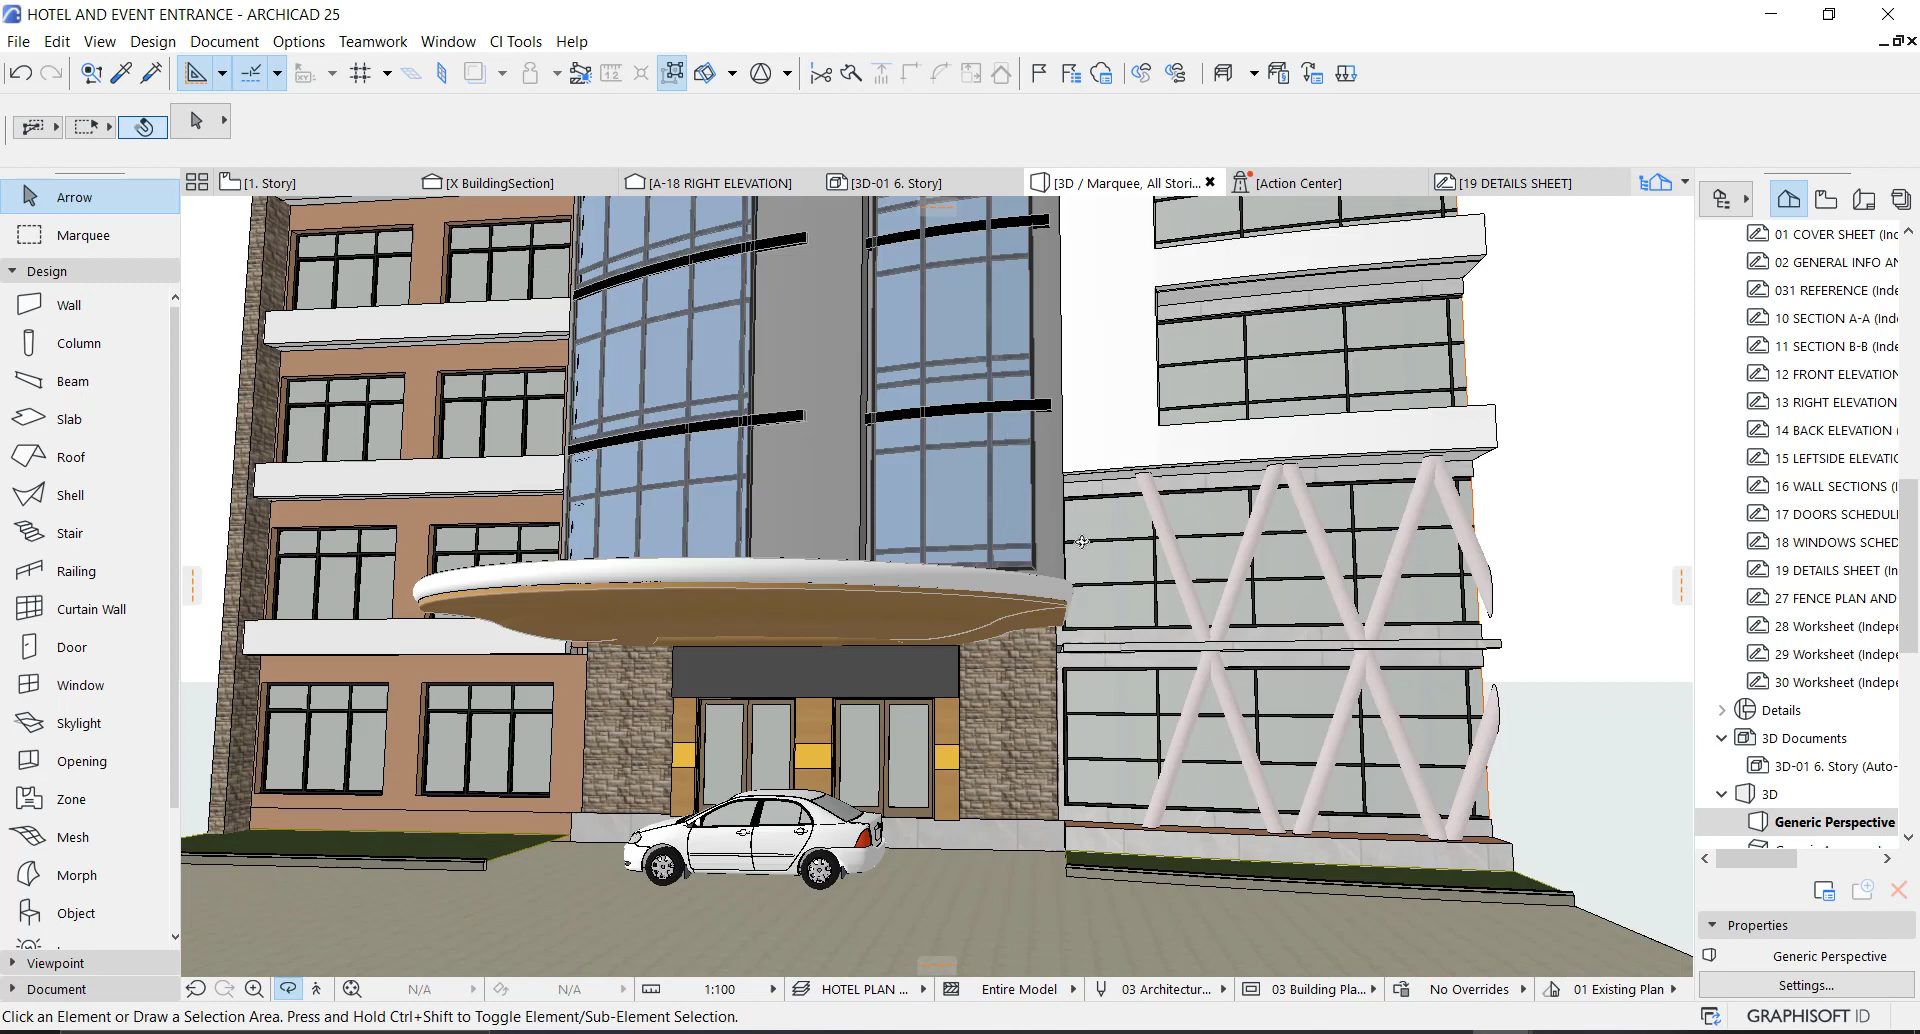 HOTEL AND EVENT ENTRANCE - ARCHICAD 25
File Edit View Design Document Options Teamwork Window CI Tools Help
[1. Story] [X BuildingSection] [A-18 RIGHT ELEVATION] [3D-01 6. Story] [3D / Marquee, All Stori... [Action Center] [19 DETAILS SHEET]
Arrow
Marquee
Design
Wall
Column
Beam
Slab
Roof
Shell
Stair
Railing
Curtain Wall
Door
Window
Skylight
Opening
Zone
Mesh
Morph
Object
Viewpoint
Document
01 COVER SHEET (Inc
02 GENERAL INFO AN
031 REFERENCE (Inde
10 SECTION A-A (Ind
11 SECTION B-B (Inde
12 FRONT ELEVATION
13 RIGHT ELEVATION
14 BACK ELEVATION (
15 LEFTSIDE ELEVATIO
16 WALL SECTIONS (I
17 DOORS SCHEDUL
18 WINDOWS SCHED
19 DETAILS SHEET (In
27 FENCE PLAN AND
28 Worksheet (Indepe
29 Worksheet (Indepe
30 Worksheet (Indepe
Details
3D Documents
3D-01 6. Story (Auto-
3D
Generic Perspective
Properties
Generic Perspective
Settings...
N/A N/A 1:100 HOTEL PLAN ... Entire Model 03 Architectur... 03 Building Pla... No Overrides 01 Existing Plan
Click an Element or Draw a Selection Area. Press and Hold Ctrl+Shift to Toggle Element/Sub-Element Selection.
GRAPHISOFT ID